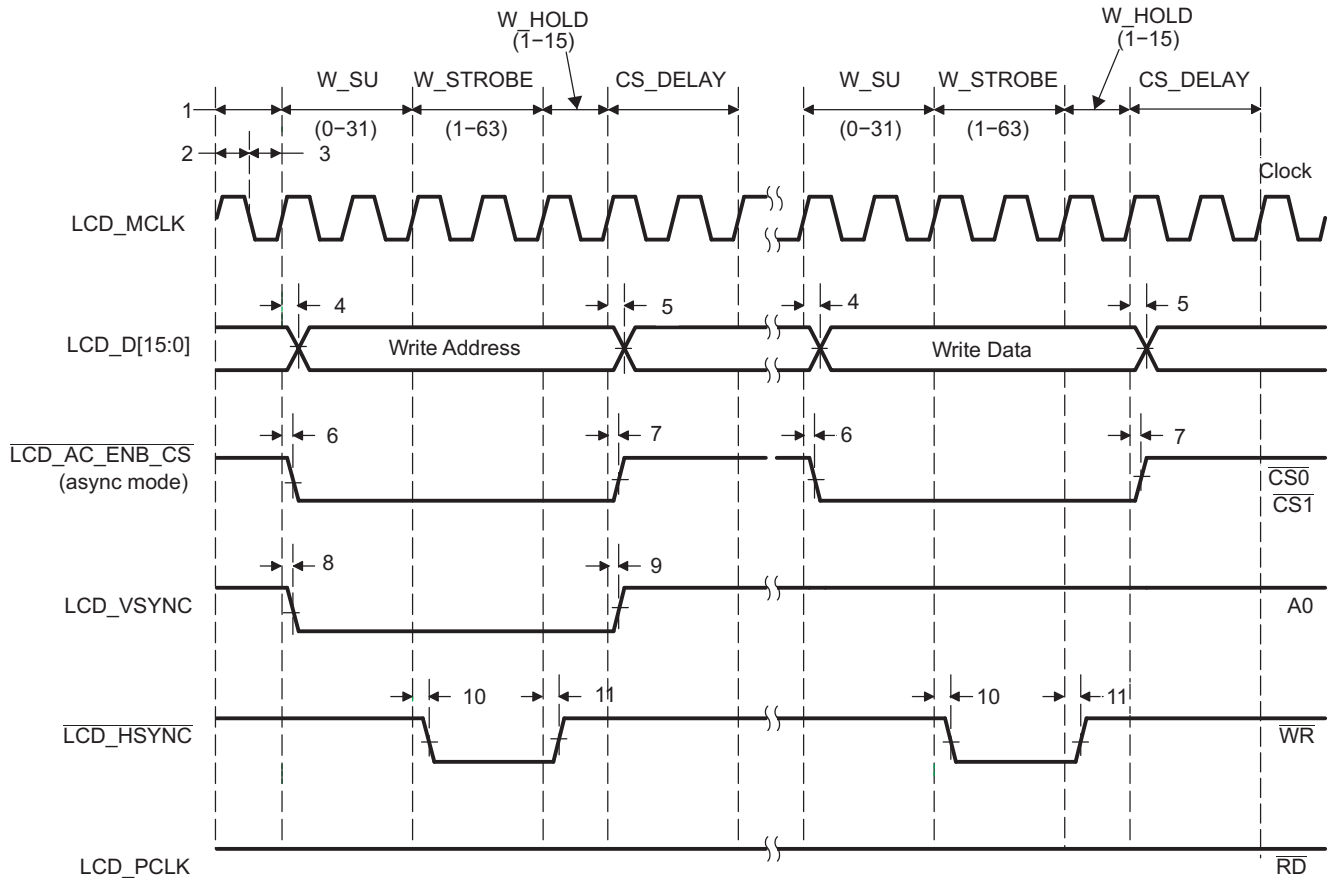 W_HOLD
(1−15)
W_HOLD
(1−15)
W_SU
W_STROBE
CS_DELAY
W_SU
W_STROBE
CS_DELAY
1
(0−31)
(1−63)
(0−31)
(1−63)
2
3
Clock
LCD_MCLK
4
5
4
5
LCD_D[15:0]
Write Address
Write Data
6
7
6
7
LCD_AC_ENB_CS
(async mode)
CS0
CS1
8
9
LCD_VSYNC
A0
10
11
10
11
LCD_HSYNC
WR
LCD_PCLK
RD